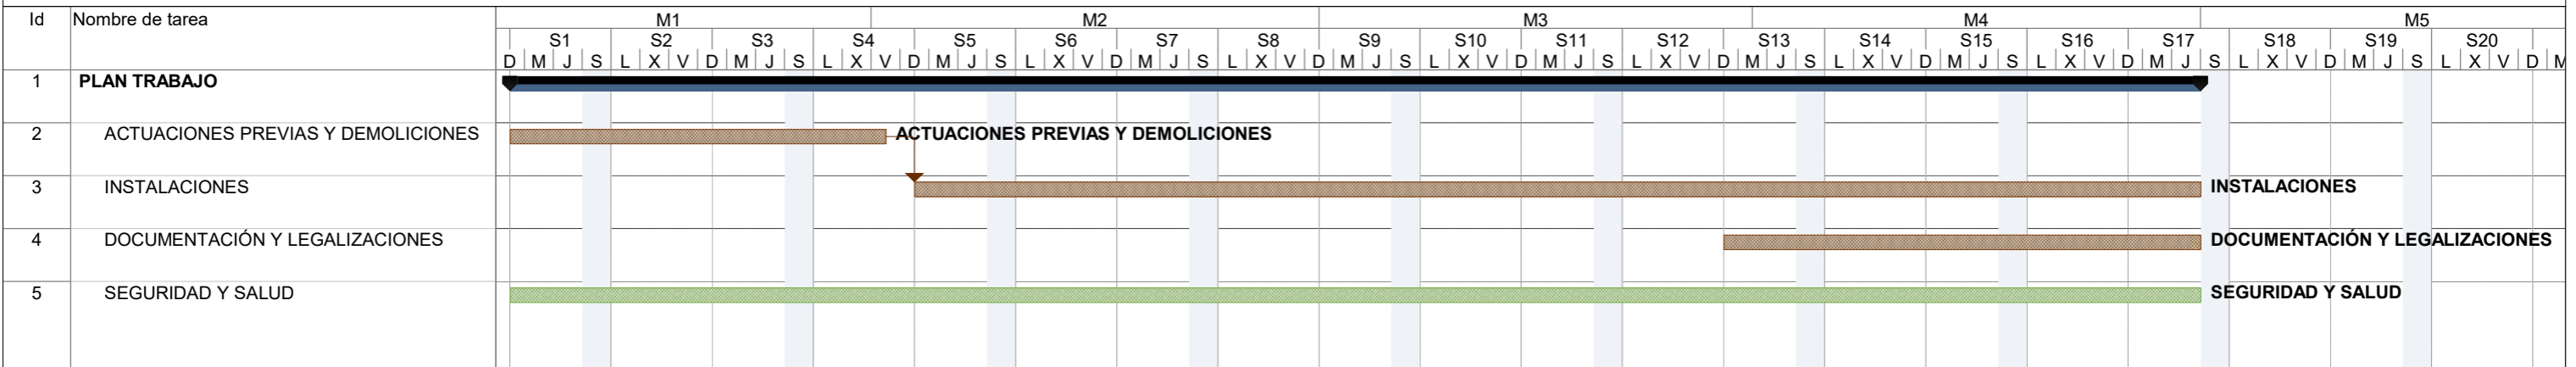 Id Nombre de tarea M1 M2 M3 M4 M5
S1 S2 S3 S4 S5 S6 S7 S8 S9 S10 S11 S12 S13 S14 S15 S16 S17 S18 S19 S20
D M J S L X V D M J S L X V D M J S L X V D M J S L X V D M J S L X V D M J S L X V D M J S L X V D M J S L X V D M J S L X V D M J S L X V D M
1 PLAN TRABAJO
2 ACTUACIONES PREVIAS Y DEMOLICIONES ACTUACIONES PREVIAS Y DEMOLICIONES
3 INSTALACIONES INSTALACIONES
4 DOCUMENTACIÓN Y LEGALIZACIONES DOCUMENTACIÓN Y LEGALIZACIONES
5 SEGURIDAD Y SALUD SEGURIDAD Y SALUD